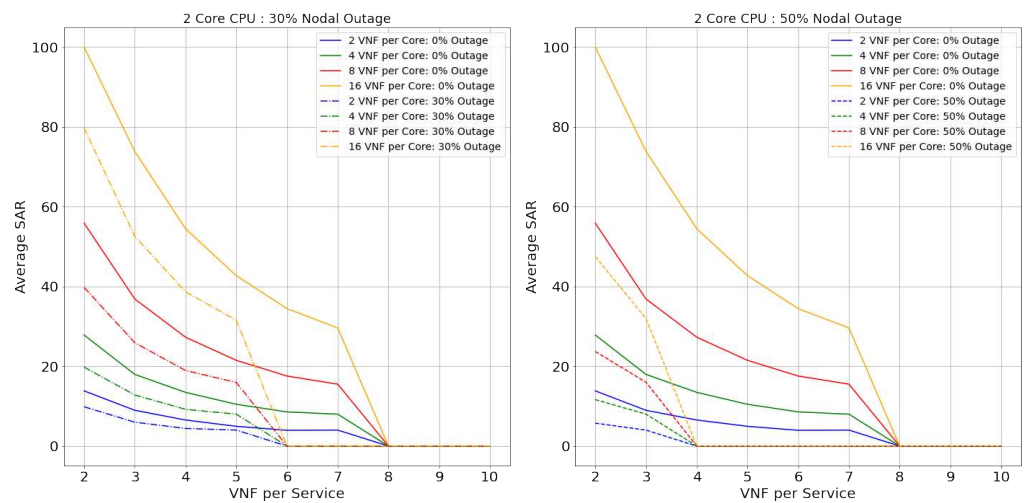 2 Core CPU : 30% Nodal Outage
100
80
60
40
20
0
Average SAR
2 VNF per Core: 0% Outage
4 VNF per Core: 0% Outage
8 VNF per Core: 0% Outage
16 VNF per Core: 0% Outage
2 VNF per Core: 30% Outage
4 VNF per Core: 30% Outage
8 VNF per Core: 30% Outage
16 VNF per Core: 30% Outage
2 3 4 5 6 7 8 9 10
VNF per Service
2 Core CPU : 50% Nodal Outage
100
80
60
40
20
0
Average SAR
2 VNF per Core: 0% Outage
4 VNF per Core: 0% Outage
8 VNF per Core: 0% Outage
16 VNF per Core: 0% Outage
2 VNF per Core: 50% Outage
4 VNF per Core: 50% Outage
8 VNF per Core: 50% Outage
16 VNF per Core: 50% Outage
2 3 4 5 6 7 8 9 10
VNF per Service